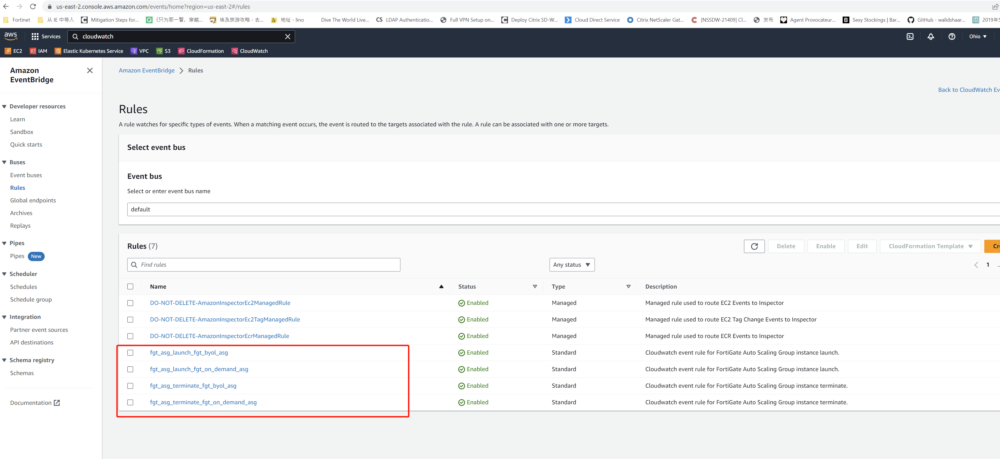 us-east-2.console.aws.amazon.com/events/home?region=us-east-2#/rules
Fortinet 从 IE 中导入 Mitigation Steps for... 《只为那一瞥，穿越... 埃及旅游攻略 - 去... 地址 - lino Dive The World Live... CS LDAP Authenticatio... Full VPN Setup on... Deploy Citrix SD-W... Cloud Direct Service Citrix NetScaler Gat... [NSSDW-21409] Cl... 发布 Agent Provocateur... B Sexy Stockings | Bar... GitHub - walidshaar... 2019年5
aws Services cloudwatch Ohio
EC2 IAM Elastic Kubernetes Service VPC S3 CloudFormation CloudWatch
Amazon EventBridge
Developer resources
Learn
Sandbox
Quick starts
Buses
Event buses
Rules
Global endpoints
Archives
Replays
Pipes
Pipes New
Scheduler
Schedules
Schedule group
Integration
Partner event sources
API destinations
Schema registry
Schemas
Documentation
Amazon EventBridge Rules
Back to CloudWatch Ev
Rules
A rule watches for specific types of events. When a matching event occurs, the event is routed to the targets associated with the rule. A rule can be associated with one or more targets.
Select event bus
Event bus
Select or enter event bus name
default
Rules (7) Delete Enable Edit CloudFormation Template Cr
Find rules Any status 1 ..
Name Status Type Description
DO-NOT-DELETE-AmazonInspectorEc2ManagedRule Enabled Managed Managed rule used to route EC2 Events to Inspector
DO-NOT-DELETE-AmazonInspectorEc2TagManagedRule Enabled Managed Managed rule used to route EC2 Tag Change Events to Inspector
DO-NOT-DELETE-AmazonInspectorEcrManagedRule Enabled Managed Managed rule used to route ECR Events to Inspector
fgt_asg_launch_fgt_byol_asg Enabled Standard Cloudwatch event rule for FortiGate Auto Scaling Group instance launch.
fgt_asg_launch_fgt_on_demand_asg Enabled Standard Cloudwatch event rule for FortiGate Auto Scaling Group instance launch.
fgt_asg_terminate_fgt_byol_asg Enabled Standard Cloudwatch event rule for FortiGate Auto Scaling Group instance terminate.
fgt_asg_terminate_fgt_on_demand_asg Enabled Standard Cloudwatch event rule for FortiGate Auto Scaling Group instance terminate.